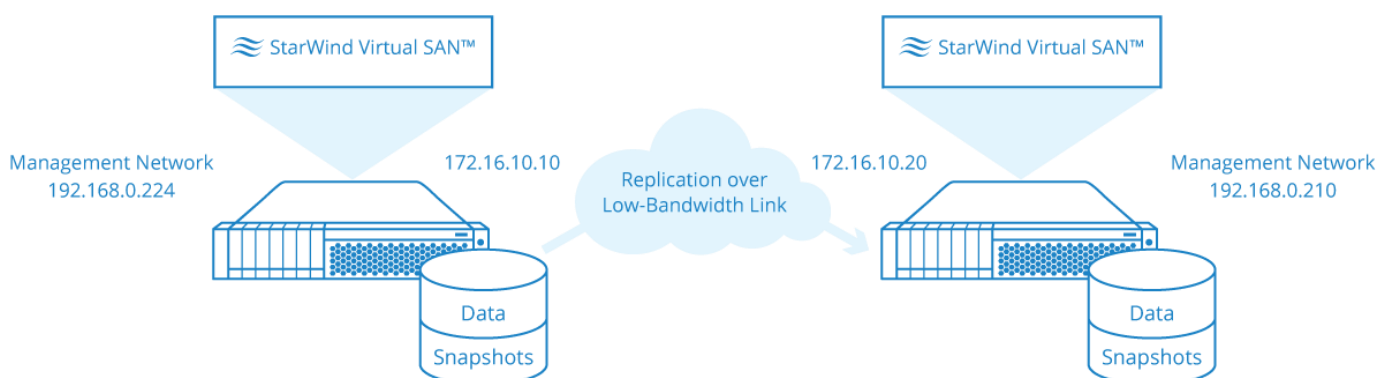 StarWind Virtual SAN™
StarWind Virtual SAN™
Management Network
192.168.0.224
172.16.10.10
Replication over
Low-Bandwidth Link
172.16.10.20
Management Network
192.168.0.210
Data
Snapshots
Data
Snapshots